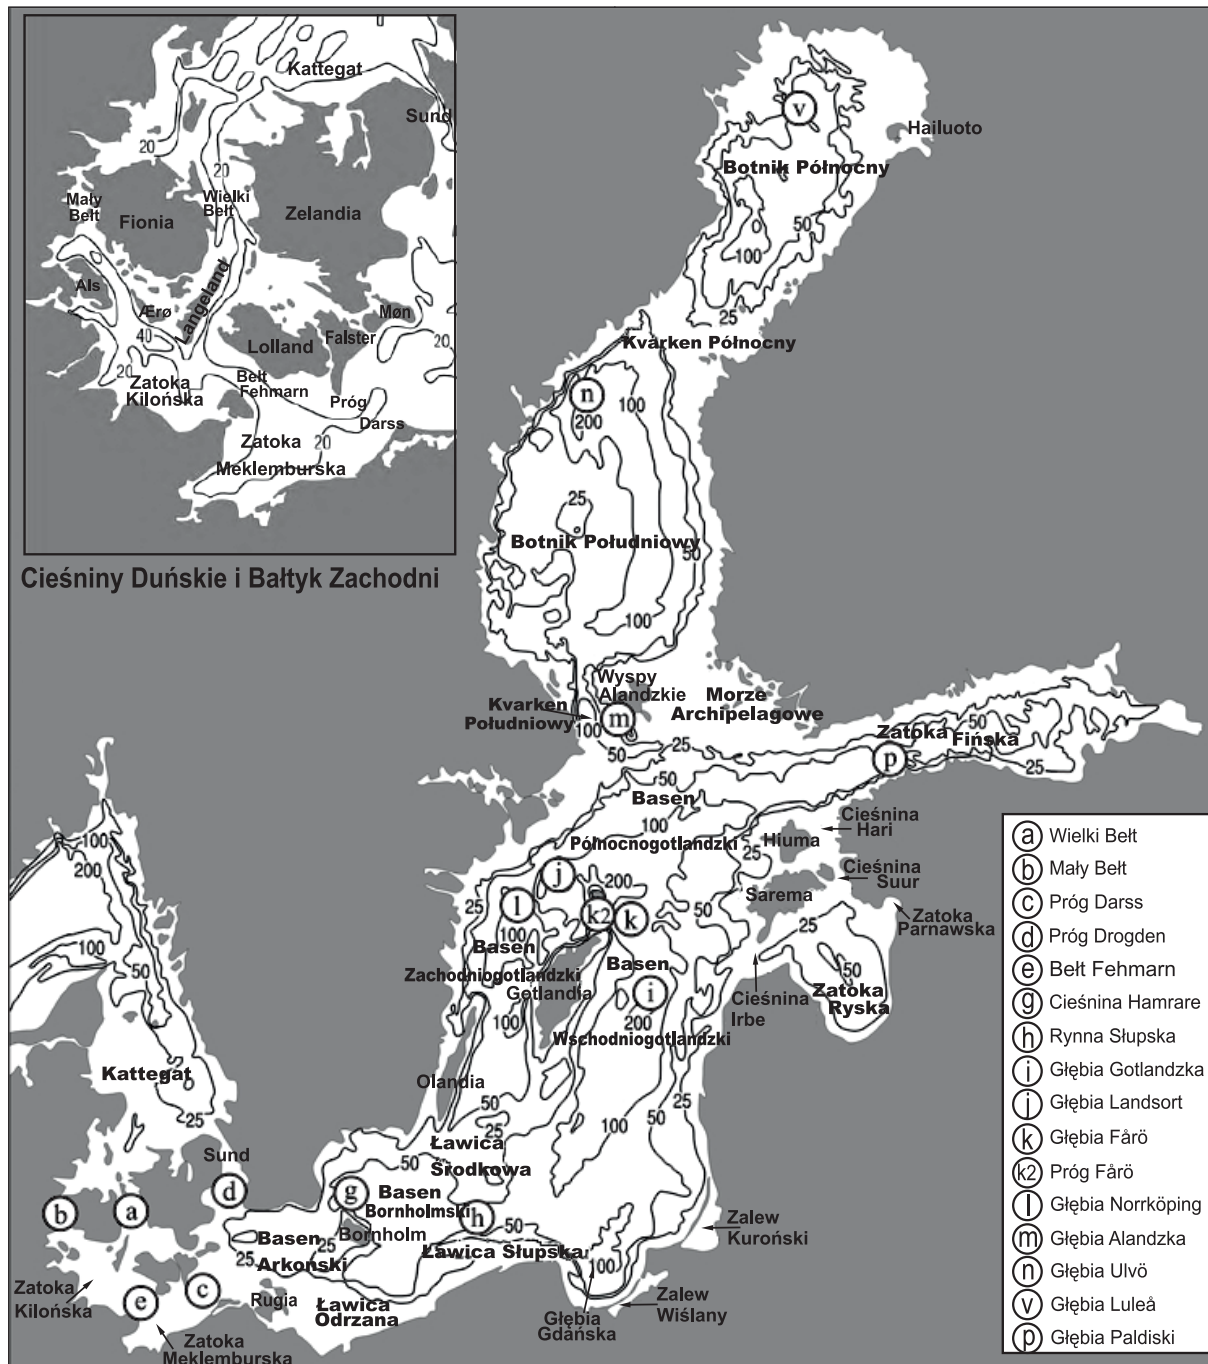 Kattegat
Sund
20
20
Mały
Bełt
Wielki
Bełt
Fionia
Zelandia
Als
Ærø
Langeland
40
20
Møn
Falster
Lolland
20
Zatoka
Kilońska
Bełt
Fehmarn
Próg
Darss
Zatoka
20
Meklemburska
Cieśniny Duńskie i Bałtyk Zachodni
v
Hailuoto
Botnik Północny
50
100
25
Kvarken Północny
n
200
100
25
Botnik Południowy
50
100
100
Wyspy
Alandzkie
Kvarken
Południowy
m
100
50
25
Morze
Archipelagowe
Zatoka
Fińska
50
25
p
50
Basen
100
Północnogotlandzki
25
Hiuma
Cieśnina
Hari
Cieśnina
Suur
Sarema
Zatoka
Parnawska
j
200
l
k2
k
25
50
100
Basen
Zachodniogotlandzki
Gotlandia
Basen
i
200
Wschodniogotlandzki
25
Cieśnina
Irbe
50
Zatoka
Ryska
100
Olandia
50
25
100
50
25
Ławica
Środkowa
100
200
100
50
Kattegat
25
Sund
d
b
a
50
g
Basen
Bornholmski
h
50
Bornholm
25
Basen
Arkoński
25
Ławica Słupska
100
Zalew
Kuroński
Zatoka
Kilońska
e
c
Rugia
Ławica
Odrzana
Głębia
Gdańska
Zalew
Wiślany
Zatoka
Meklemburska
a Wielki Bełt
b Mały Bełt
c Próg Darss
d Próg Drogden
e Bełt Fehmarn
g Cieśnina Hamrare
h Rynna Słupska
i Głębia Gotlandzka
j Głębia Landsort
k Głębia Fårö
k2 Próg Fårö
l Głębia Norrköping
m Głębia Alandzka
n Głębia Ulvö
v Głębia Luleå
p Głębia Paldiski